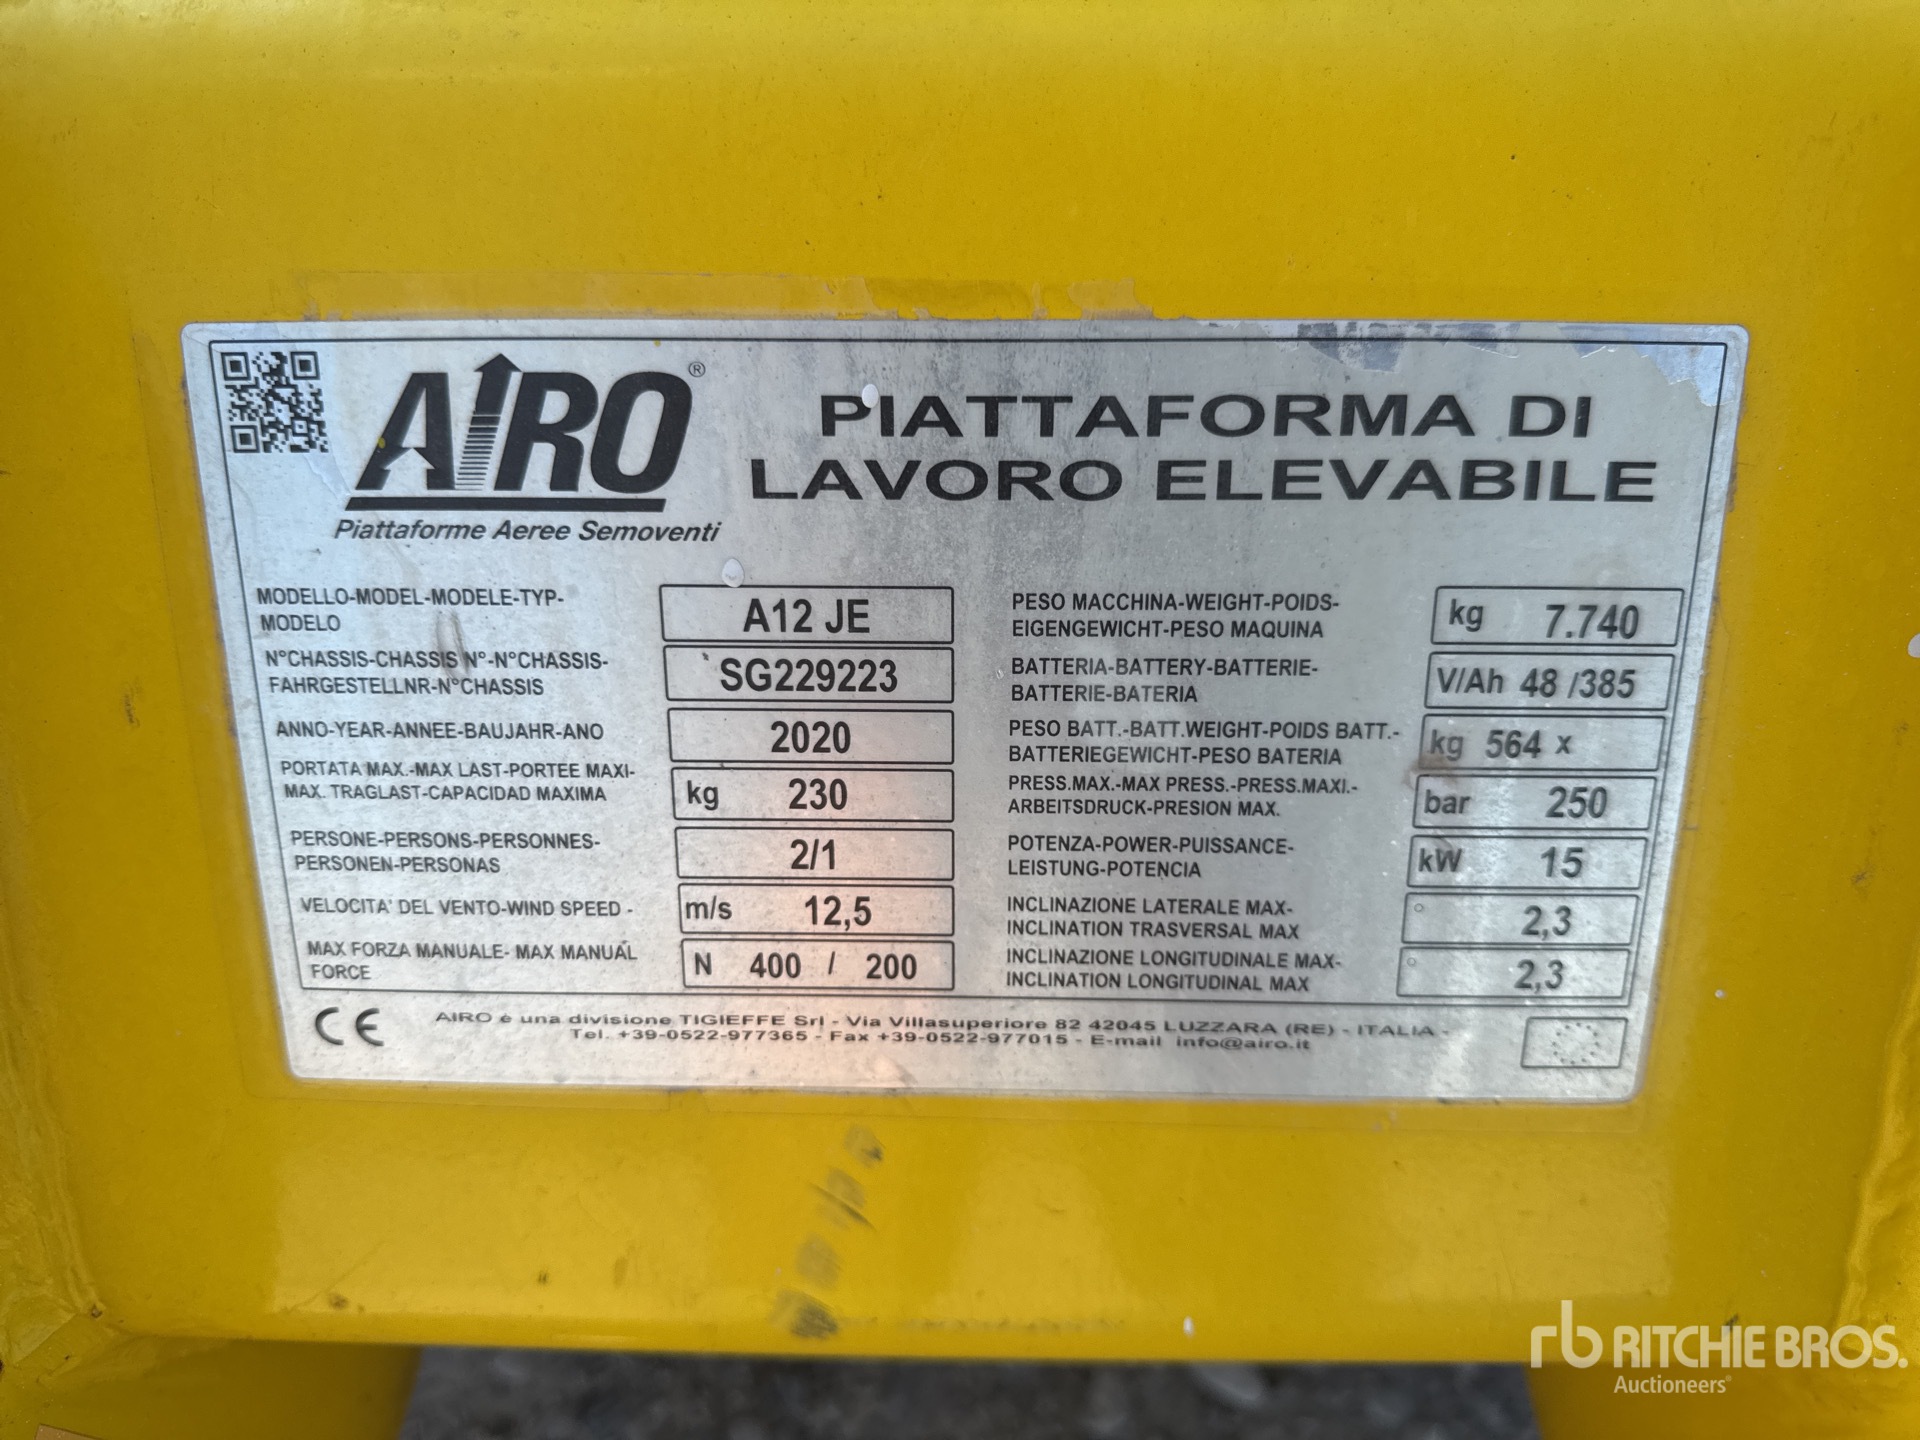 AIRO®
Piattaforme Aeree Semoventi
PIATTAFORMA DI
LAVORO ELEVABILE
MODELLO-MODEL-MODELE-TYP-
MODELO
A12 JE
N°CHASSIS-CHASSIS N°-N°CHASSIS-
FAHRGESTELLNR-N°CHASSIS
SG229223
ANNO-YEAR-ANNEE-BAUJAHR-ANO
2020
PORTATA MAX.-MAX LAST-PORTEE MAXI-
MAX. TRAGLAST-CAPACIDAD MAXIMA
kg 230
PERSONE-PERSONS-PERSONNES-
PERSONEN-PERSONAS
2/1
VELOCITA' DEL VENTO-WIND SPEED -
m/s 12,5
MAX FORZA MANUALE- MAX MANUAL
FORCE
N 400 / 200
PESO MACCHINA-WEIGHT-POIDS-
EIGENGEWICHT-PESO MAQUINA
kg 7.740
BATTERIA-BATTERY-BATTERIE-
BATTERIE-BATERIA
V/Ah 48 /385
PESO BATT.-BATT.WEIGHT-POIDS BATT.-
BATTERIEGEWICHT-PESO BATERIA
kg 564 x
PRESS.MAX.-MAX PRESS.-PRESS.MAXI.-
ARBEITSDRUCK-PRESION MAX.
bar 250
POTENZA-POWER-PUISSANCE-
LEISTUNG-POTENCIA
kW 15
INCLINAZIONE LATERALE MAX-
INCLINATION TRASVERSAL MAX
° 2,3
INCLINAZIONE LONGITUDINALE MAX-
INCLINATION LONGITUDINAL MAX
° 2,3
CE
AIRO è una divisione TIGIEFFE Srl - Via Villasuperiore 82 42045 LUZZARA (RE) - ITALIA -
Tel. +39-0522-977365 - Fax +39-0522-977015 - E-mail info@airo.it
rb RITCHIE BROS.
Auctioneers